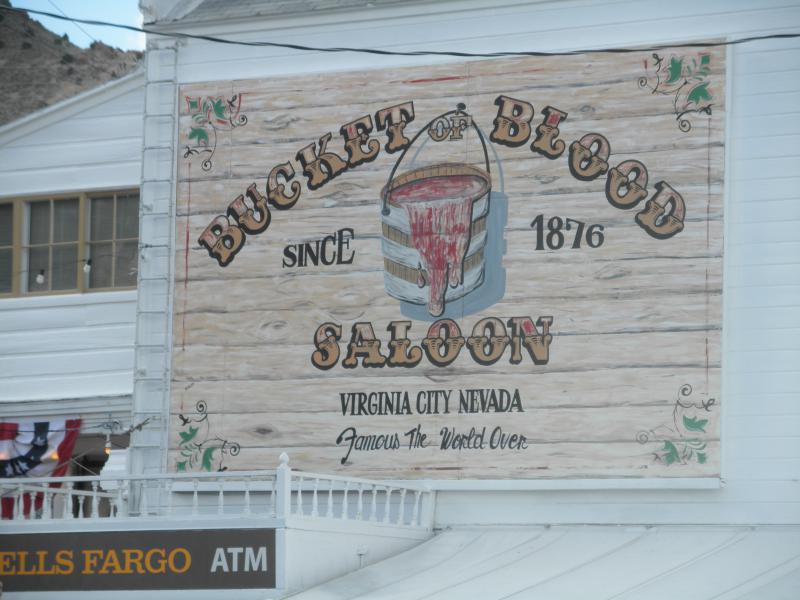 BUCKET OF BLOOD
SINCE 1876
SALOON
VIRGINIA CITY NEVADA
Famous The World Over
ELLS FARGO ATM